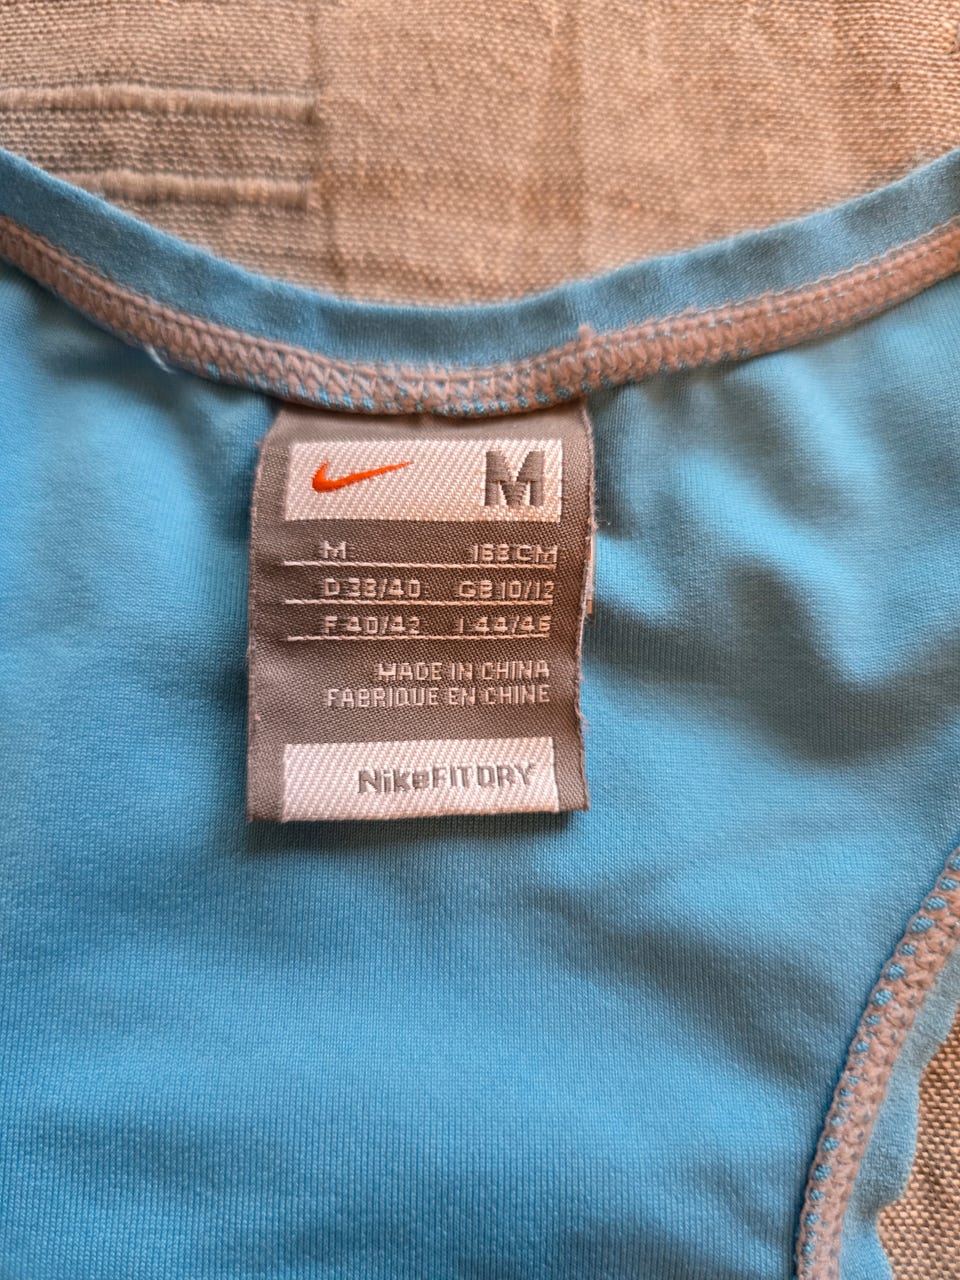 M
M 168CM
D 38/40 GB 10/12
F 40/42 I 44/46
MADE IN CHINA
FABRIQUE EN CHINE
NikeFIT DRY